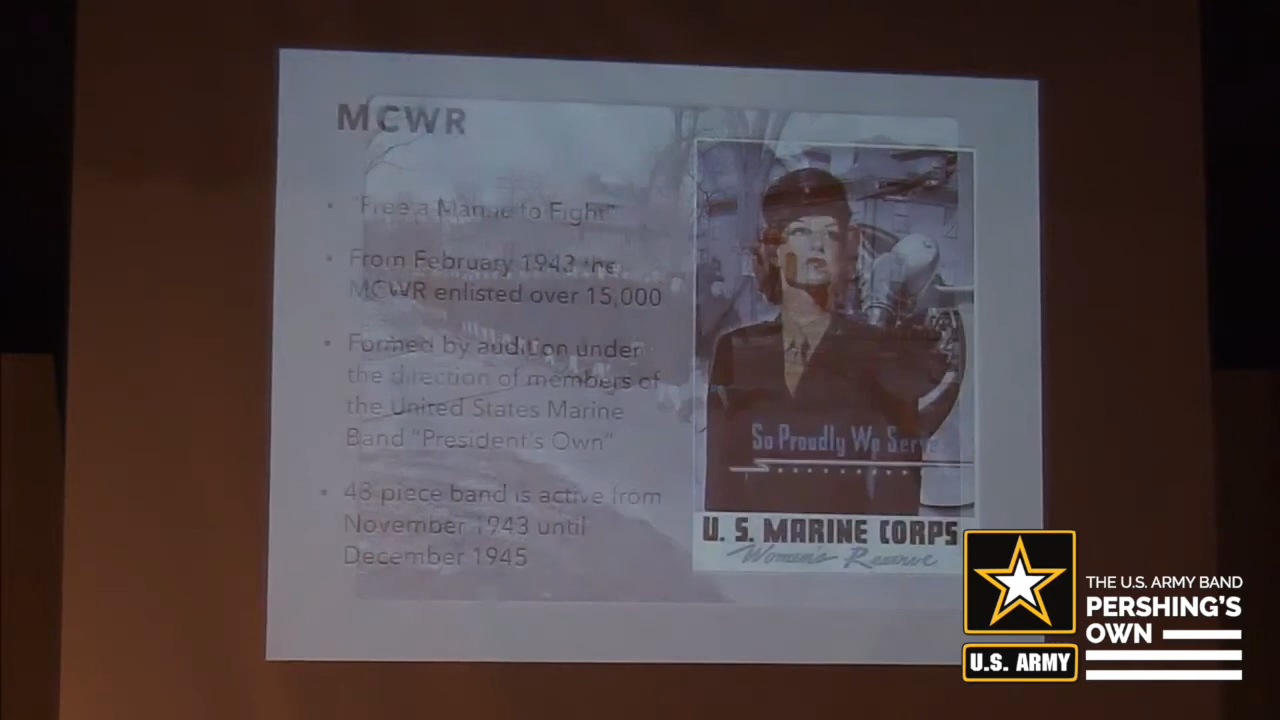 MCWR
"Free a Marine to Fight"
From February 1943 the
MCWR enlisted over 15,000
Formed by audition under
the direction of members of
the United States Marine
Band "President's Own"
48 piece band is active from
November 1943 until
December 1945
So Proudly We Serve
U. S. MARINE CORPS
Women's Reserve
U.S. ARMY
THE U.S. ARMY BAND
PERSHING'S
OWN